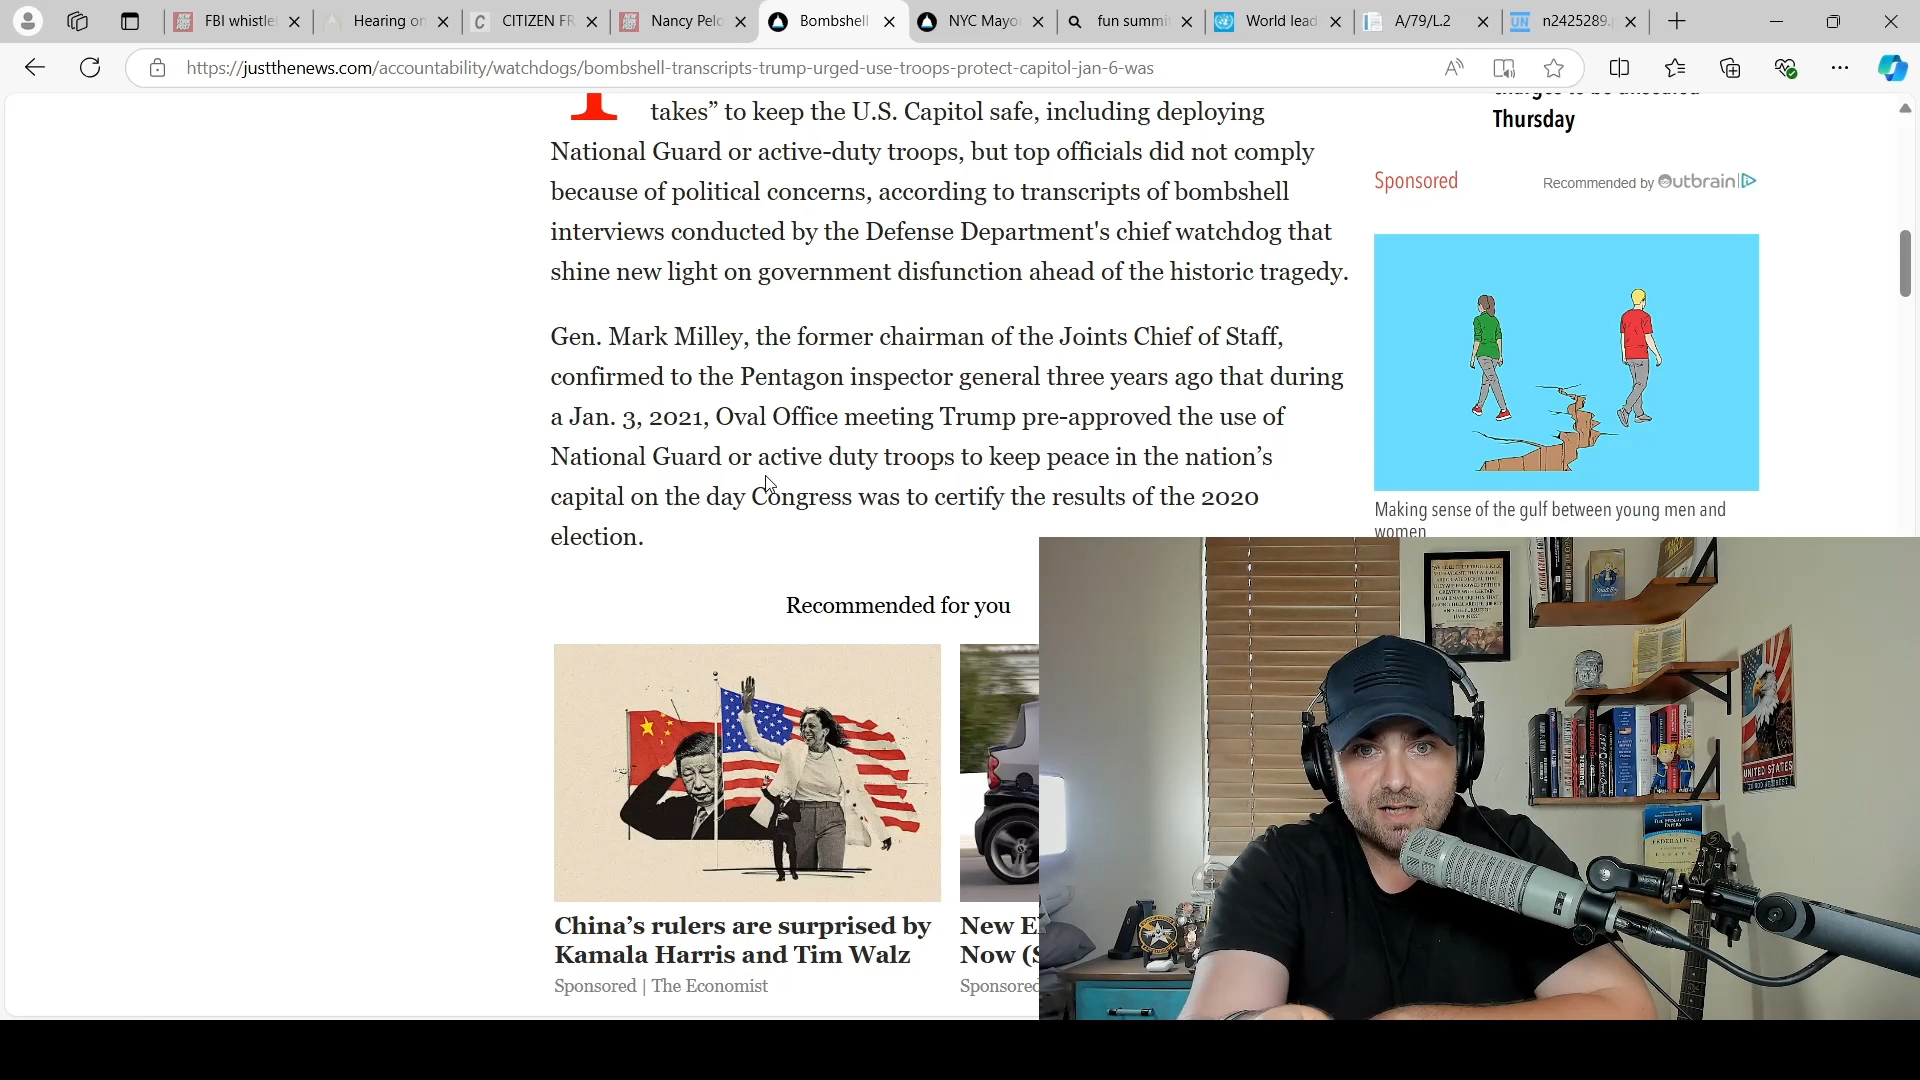 FBI whistle
Hearing on
CITIZEN FR
Nancy Pelo
Bombshell
NYC Mayo
fun summi
World lead
A/79/L.2
n2425289.p
https://justthenews.com/accountability/watchdogs/bombshell-transcripts-trump-urged-use-troops-protect-capitol-jan-6-was
takes” to keep the U.S. Capitol safe, including deploying
National Guard or active-duty troops, but top officials did not comply
because of political concerns, according to transcripts of bombshell
interviews conducted by the Defense Department's chief watchdog that
shine new light on government disfunction ahead of the historic tragedy.
Gen. Mark Milley, the former chairman of the Joints Chief of Staff,
confirmed to the Pentagon inspector general three years ago that during
a Jan. 3, 2021, Oval Office meeting Trump pre-approved the use of
National Guard or active duty troops to keep peace in the nation’s
capital on the day Congress was to certify the results of the 2020
election.
Recommended for you
China’s rulers are surprised by
Kamala Harris and Tim Walz
Sponsored | The Economist
New E
Now (S
Sponsored
Thursday
Sponsored
Recommended by Outbrain
Making sense of the gulf between young men and
women
UNITED STATES